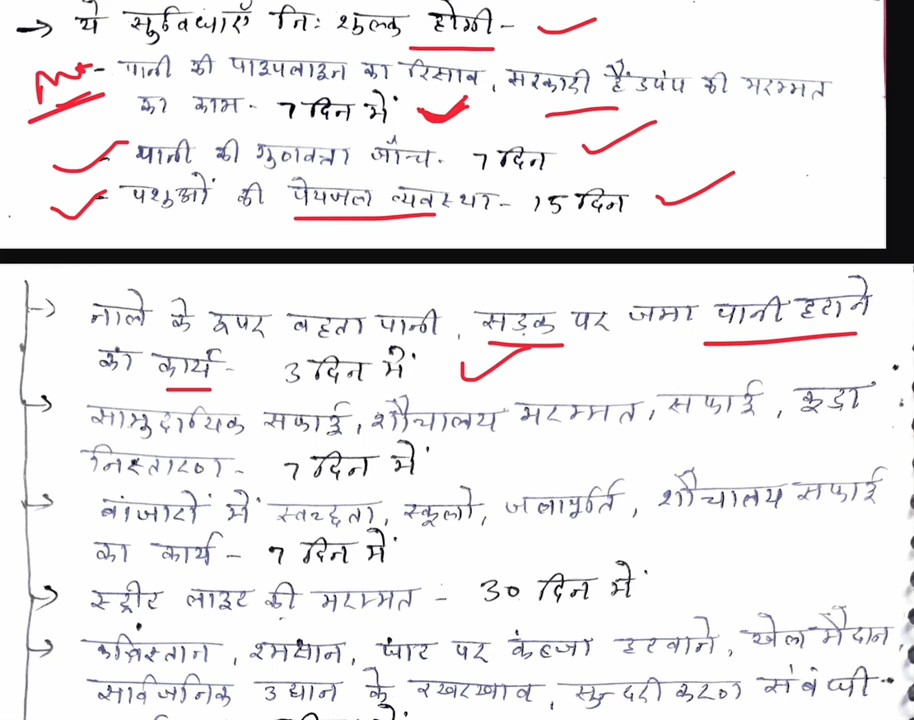 → ये सुविधाएँ निः शुल्क होगी -
- पानी की पाइपलाइन का रिसाव, सरकारी हैंडपंप की मरम्मत
का काम - 7 दिन में
- पानी की गुणवत्ता जाँच - 7 दिन
- पशुओं की पेयजल व्यवस्था - 15 दिन
→ नाले के ऊपर बहता पानी, सड़क पर जमा पानी हटाने
का कार्य - 3 दिन में
→ सामुदायिक सफाई, शौचालय मरम्मत, सफाई, कूड़ा
निस्तारण - 7 दिन में
→ बाजारों में स्वच्छता, स्कूलो, जलापूर्ति, शौचालय सफाई
का कार्य - 7 दिन में
→ स्ट्रीट लाइट की मरम्मत - 30 दिन में
→ कब्रिस्तान, श्मशान, घाट पर कब्जा हटवाने, खेल मैदान,
सार्वजनिक उद्यान के रखरखाव, सुन्दरीकरण संबंधी -